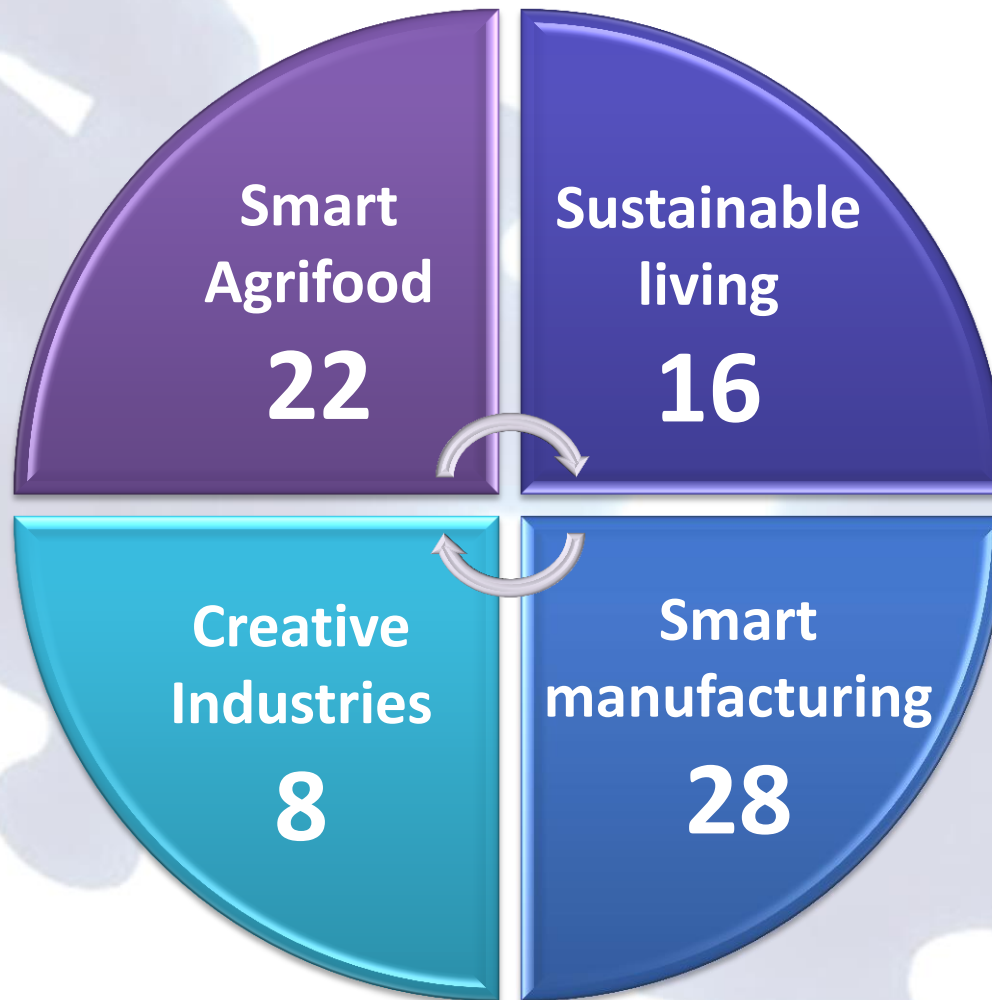 Smart
Agrifood
22
Sustainable
living
16
Creative
Industries
8
Smart
manufacturing
28